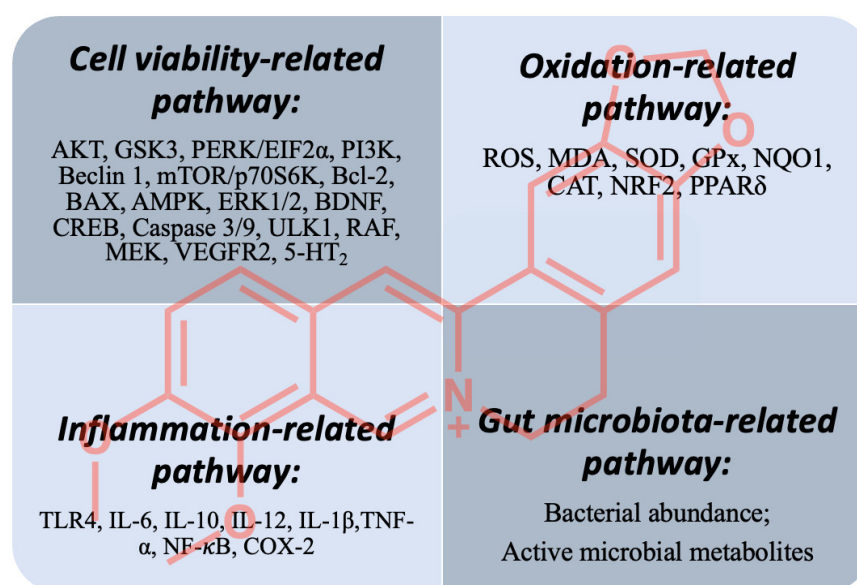 Cell viability-related
pathway:
AKT, GSK3, PERK/EIF2α, PI3K,
Beclin 1, mTOR/p70S6K, Bcl-2,
BAX, AMPK, ERK1/2, BDNF,
CREB, Caspase 3/9, ULK1, RAF,
MEK, VEGFR2, 5-HT₂
Oxidation-related
pathway:
ROS, MDA, SOD, GPx, NQO1,
CAT, NRF2, PPARδ
Inflammation-related
pathway:
TLR4, IL-6, IL-10, IL-12, IL-1β,TNF-
α, NF-κB, COX-2
Gut microbiota-related
pathway:
Bacterial abundance;
Active microbial metabolites
O
O
N
+
O
O